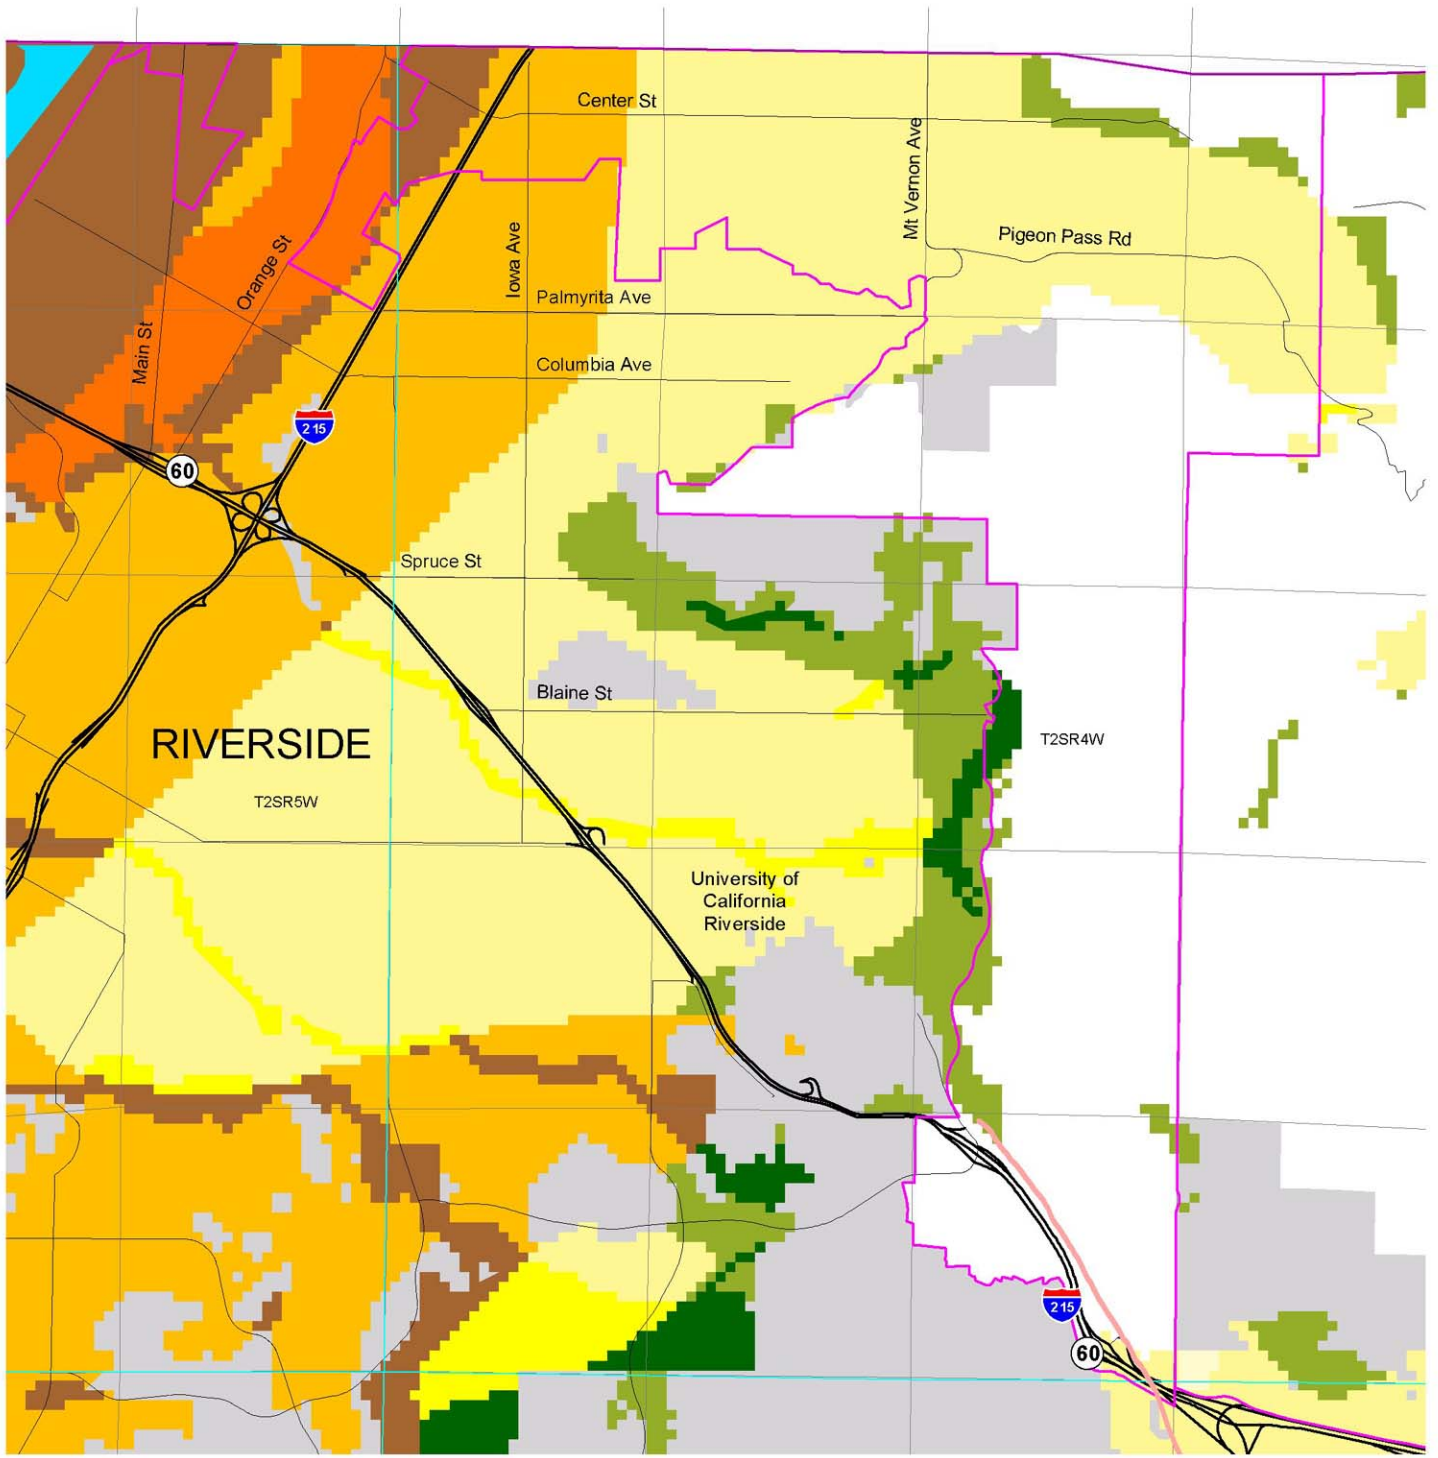 Center St
Mt Vernon Ave
Pigeon Pass Rd
Iowa Ave
Orange St
Palmyrita Ave
Main St
Columbia Ave
215
60
Spruce St
Blaine St
RIVERSIDE
T2SR4W
T2SR5W
University of
California
Riverside
215
60